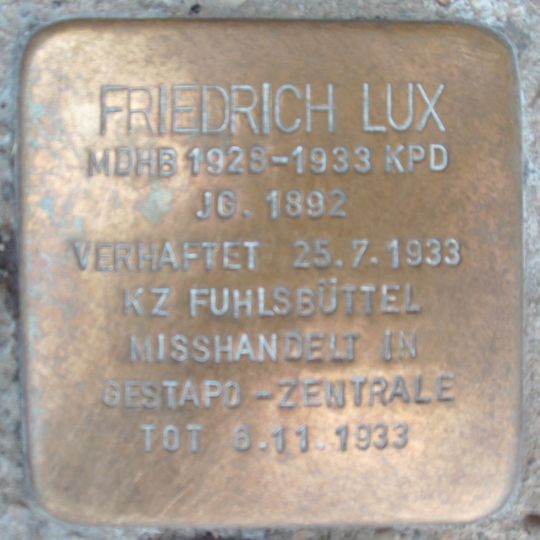 FRIEDRICH LUX
MDHB 1928-1933 KPD
JG. 1892
VERHAFTET 25.7.1933
KZ FUHLSBÜTTEL
MISSHANDELT IN
GESTAPO-ZENTRALE
TOT 6.11.1933